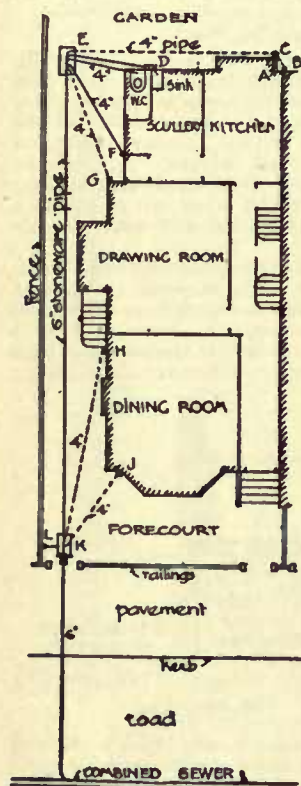 GARDEN
E
4" pipe
C
B
A
D
4"
W.C
Sink
4"
SCULLERY
KITCHEN
4"
F
G
6" stoneware pipe
Fence
DRAWING ROOM
H
DINING ROOM
4"
J
4"
L
K
FORECOURT
railings
6"
pavement
kerb
road
COMBINED SEWER